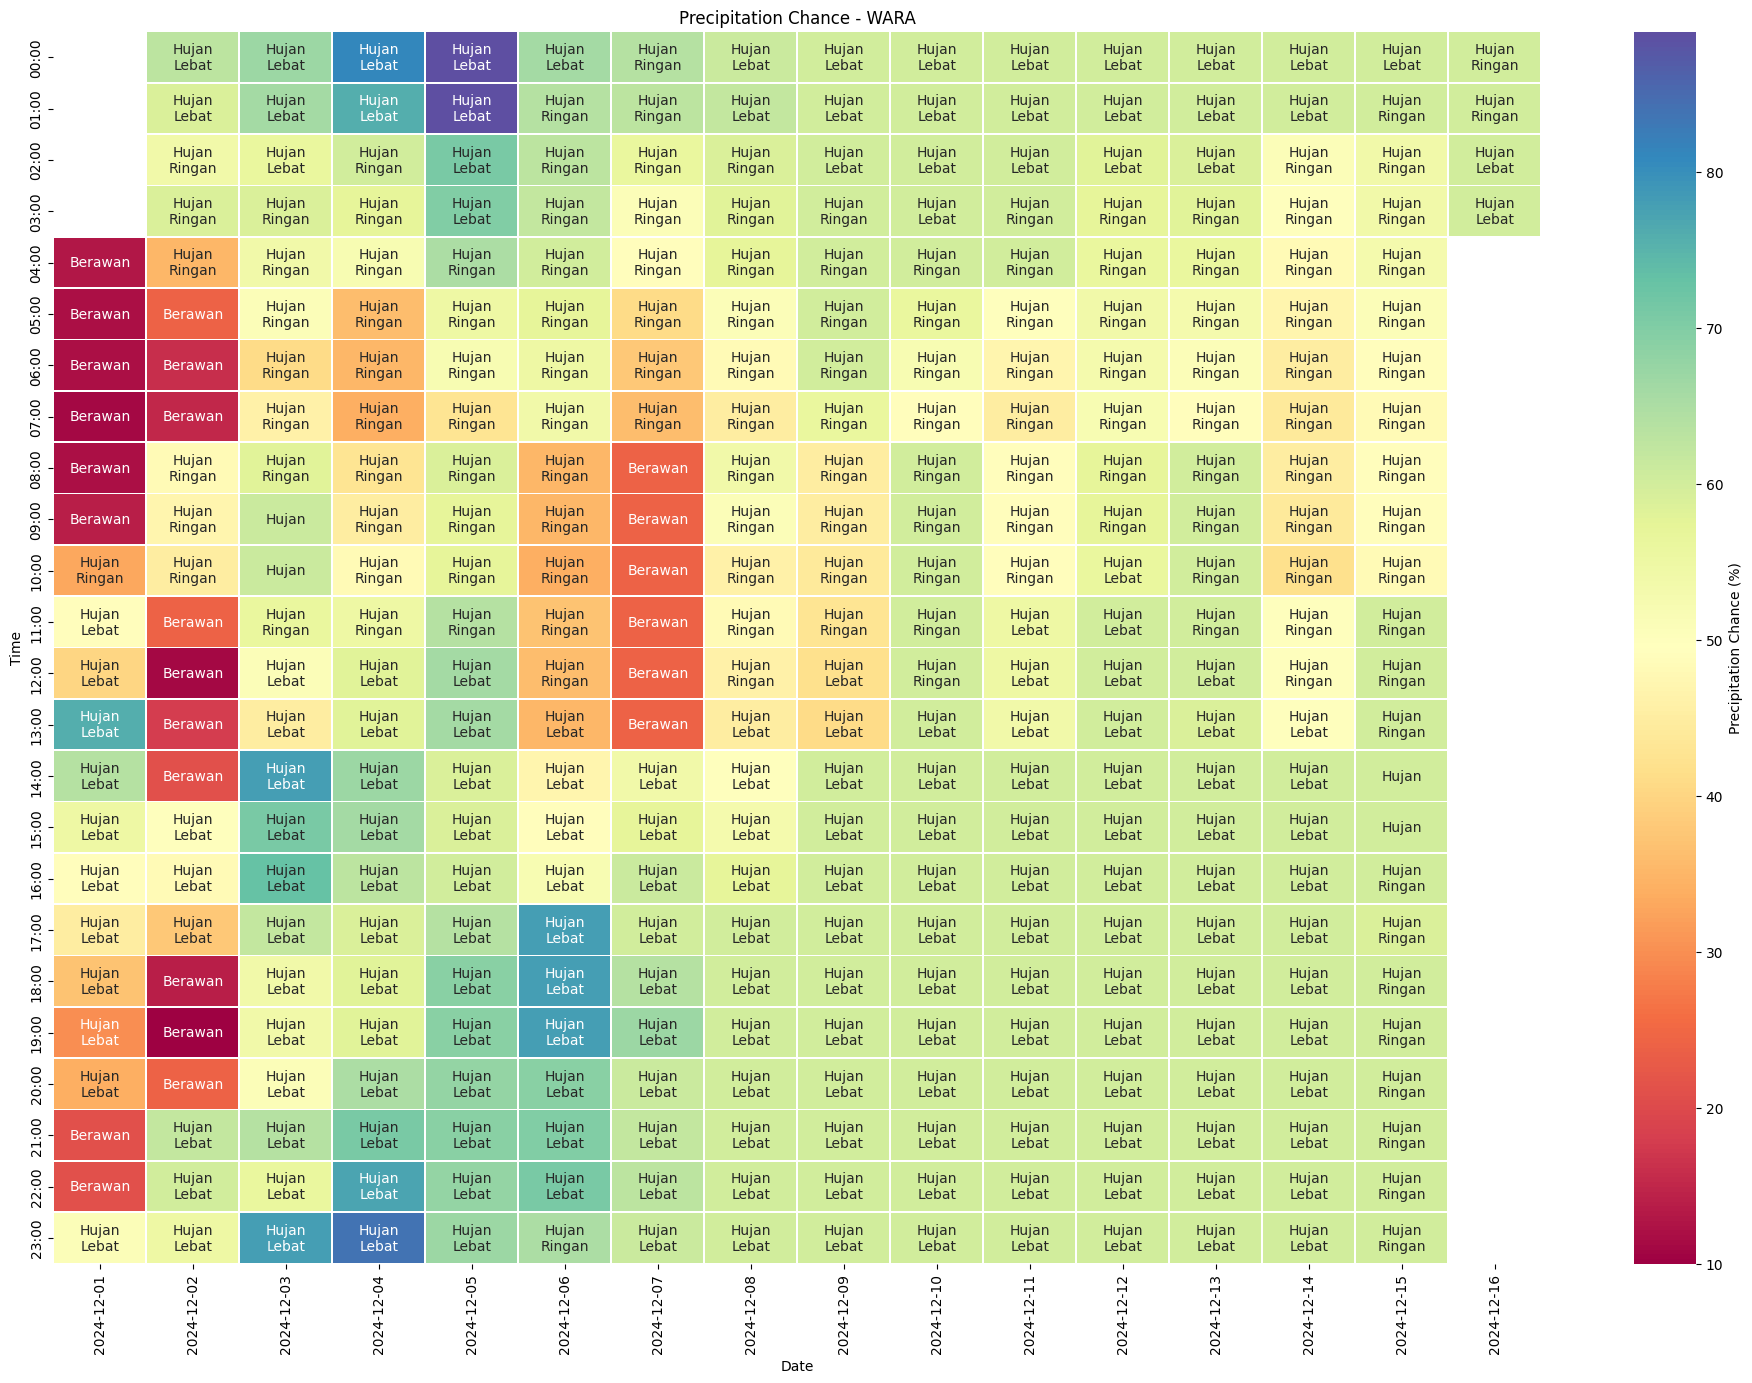 Precipitation Chance - WARA
Time
00:00 Hujan Lebat Hujan Lebat Hujan Lebat Hujan Lebat Hujan Lebat Hujan Ringan Hujan Lebat Hujan Lebat Hujan Lebat Hujan Lebat Hujan Lebat Hujan Lebat Hujan Lebat Hujan Lebat Hujan Ringan
01:00 Hujan Lebat Hujan Lebat Hujan Lebat Hujan Lebat Hujan Ringan Hujan Ringan Hujan Lebat Hujan Lebat Hujan Lebat Hujan Lebat Hujan Lebat Hujan Lebat Hujan Lebat Hujan Ringan Hujan Ringan
02:00 Hujan Ringan Hujan Lebat Hujan Ringan Hujan Lebat Hujan Ringan Hujan Ringan Hujan Ringan Hujan Lebat Hujan Lebat Hujan Lebat Hujan Lebat Hujan Lebat Hujan Ringan Hujan Ringan Hujan Lebat
03:00 Hujan Ringan Hujan Ringan Hujan Ringan Hujan Lebat Hujan Ringan Hujan Ringan Hujan Ringan Hujan Ringan Hujan Lebat Hujan Ringan Hujan Ringan Hujan Ringan Hujan Ringan Hujan Ringan Hujan Lebat
04:00 Berawan Hujan Ringan Hujan Ringan Hujan Ringan Hujan Ringan Hujan Ringan Hujan Ringan Hujan Ringan Hujan Ringan Hujan Ringan Hujan Ringan Hujan Ringan Hujan Ringan Hujan Ringan Hujan Ringan
05:00 Berawan Berawan Hujan Ringan Hujan Ringan Hujan Ringan Hujan Ringan Hujan Ringan Hujan Ringan Hujan Ringan Hujan Ringan Hujan Ringan Hujan Ringan Hujan Ringan Hujan Ringan Hujan Ringan
06:00 Berawan Berawan Hujan Ringan Hujan Ringan Hujan Ringan Hujan Ringan Hujan Ringan Hujan Ringan Hujan Ringan Hujan Ringan Hujan Ringan Hujan Ringan Hujan Ringan Hujan Ringan Hujan Ringan
07:00 Berawan Berawan Hujan Ringan Hujan Ringan Hujan Ringan Hujan Ringan Hujan Ringan Hujan Ringan Hujan Ringan Hujan Ringan Hujan Ringan Hujan Ringan Hujan Ringan Hujan Ringan Hujan Ringan
08:00 Berawan Hujan Ringan Hujan Ringan Hujan Ringan Hujan Ringan Hujan Ringan Berawan Hujan Ringan Hujan Ringan Hujan Ringan Hujan Ringan Hujan Ringan Hujan Ringan Hujan Ringan Hujan Ringan
09:00 Berawan Hujan Ringan Hujan Hujan Ringan Hujan Ringan Hujan Ringan Berawan Hujan Ringan Hujan Ringan Hujan Ringan Hujan Ringan Hujan Ringan Hujan Ringan Hujan Ringan Hujan Ringan
10:00 Hujan Ringan Hujan Ringan Hujan Hujan Ringan Hujan Ringan Hujan Ringan Berawan Hujan Ringan Hujan Ringan Hujan Ringan Hujan Ringan Hujan Lebat Hujan Ringan Hujan Ringan Hujan Ringan
11:00 Hujan Lebat Berawan Hujan Ringan Hujan Ringan Hujan Ringan Hujan Ringan Berawan Hujan Ringan Hujan Ringan Hujan Ringan Hujan Lebat Hujan Lebat Hujan Ringan Hujan Ringan Hujan Ringan
12:00 Hujan Lebat Berawan Hujan Lebat Hujan Lebat Hujan Lebat Hujan Ringan Berawan Hujan Ringan Hujan Lebat Hujan Ringan Hujan Lebat Hujan Lebat Hujan Lebat Hujan Ringan Hujan Ringan
13:00 Hujan Lebat Berawan Hujan Lebat Hujan Lebat Hujan Lebat Hujan Lebat Berawan Hujan Lebat Hujan Lebat Hujan Lebat Hujan Lebat Hujan Lebat Hujan Lebat Hujan Lebat Hujan Ringan
14:00 Hujan Lebat Berawan Hujan Lebat Hujan Lebat Hujan Lebat Hujan Lebat Hujan Lebat Hujan Lebat Hujan Lebat Hujan Lebat Hujan Lebat Hujan Lebat Hujan Lebat Hujan Lebat Hujan
15:00 Hujan Lebat Hujan Lebat Hujan Lebat Hujan Lebat Hujan Lebat Hujan Lebat Hujan Lebat Hujan Lebat Hujan Lebat Hujan Lebat Hujan Lebat Hujan Lebat Hujan Lebat Hujan Lebat Hujan
16:00 Hujan Lebat Hujan Lebat Hujan Lebat Hujan Lebat Hujan Lebat Hujan Lebat Hujan Lebat Hujan Lebat Hujan Lebat Hujan Lebat Hujan Lebat Hujan Lebat Hujan Lebat Hujan Lebat Hujan Ringan
17:00 Hujan Lebat Hujan Lebat Hujan Lebat Hujan Lebat Hujan Lebat Hujan Lebat Hujan Lebat Hujan Lebat Hujan Lebat Hujan Lebat Hujan Lebat Hujan Lebat Hujan Lebat Hujan Lebat Hujan Ringan
18:00 Hujan Lebat Berawan Hujan Lebat Hujan Lebat Hujan Lebat Hujan Lebat Hujan Lebat Hujan Lebat Hujan Lebat Hujan Lebat Hujan Lebat Hujan Lebat Hujan Lebat Hujan Lebat Hujan Ringan
19:00 Hujan Lebat Berawan Hujan Lebat Hujan Lebat Hujan Lebat Hujan Lebat Hujan Lebat Hujan Lebat Hujan Lebat Hujan Lebat Hujan Lebat Hujan Lebat Hujan Lebat Hujan Lebat Hujan Ringan
20:00 Hujan Lebat Berawan Hujan Lebat Hujan Lebat Hujan Lebat Hujan Lebat Hujan Lebat Hujan Lebat Hujan Lebat Hujan Lebat Hujan Lebat Hujan Lebat Hujan Lebat Hujan Lebat Hujan Ringan
21:00 Berawan Hujan Lebat Hujan Lebat Hujan Lebat Hujan Lebat Hujan Lebat Hujan Lebat Hujan Lebat Hujan Lebat Hujan Lebat Hujan Lebat Hujan Lebat Hujan Lebat Hujan Lebat Hujan Ringan
22:00 Berawan Hujan Lebat Hujan Lebat Hujan Lebat Hujan Lebat Hujan Lebat Hujan Lebat Hujan Lebat Hujan Lebat Hujan Lebat Hujan Lebat Hujan Lebat Hujan Lebat Hujan Lebat Hujan Ringan
23:00 Hujan Lebat Hujan Lebat Hujan Lebat Hujan Lebat Hujan Lebat Hujan Ringan Hujan Lebat Hujan Lebat Hujan Lebat Hujan Lebat Hujan Lebat Hujan Lebat Hujan Lebat Hujan Lebat Hujan Ringan
2024-12-01 2024-12-02 2024-12-03 2024-12-04 2024-12-05 2024-12-06 2024-12-07 2024-12-08 2024-12-09 2024-12-10 2024-12-11 2024-12-12 2024-12-13 2024-12-14 2024-12-15 2024-12-16
Date
80
70
60
50
40
30
20
10
Precipitation Chance (%)